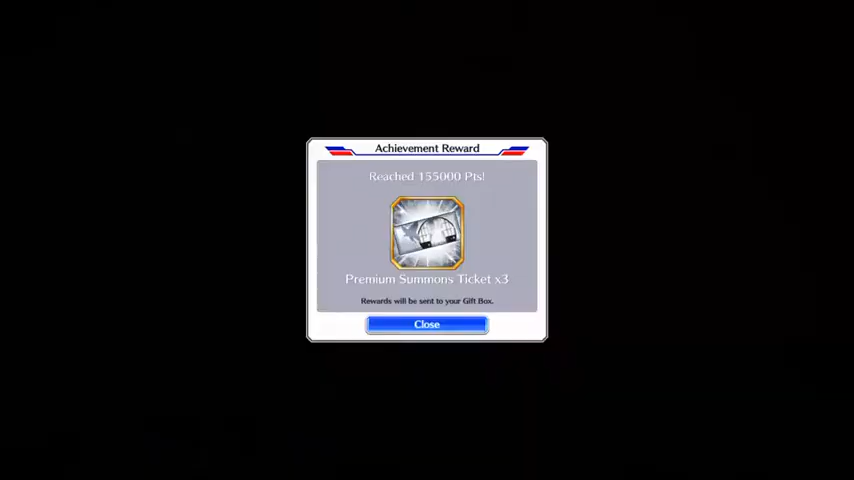 Achievement Reward
Reached 155000 Pts!
Premium Summons Ticket x3
Rewards will be sent to your Gift Box.
Close